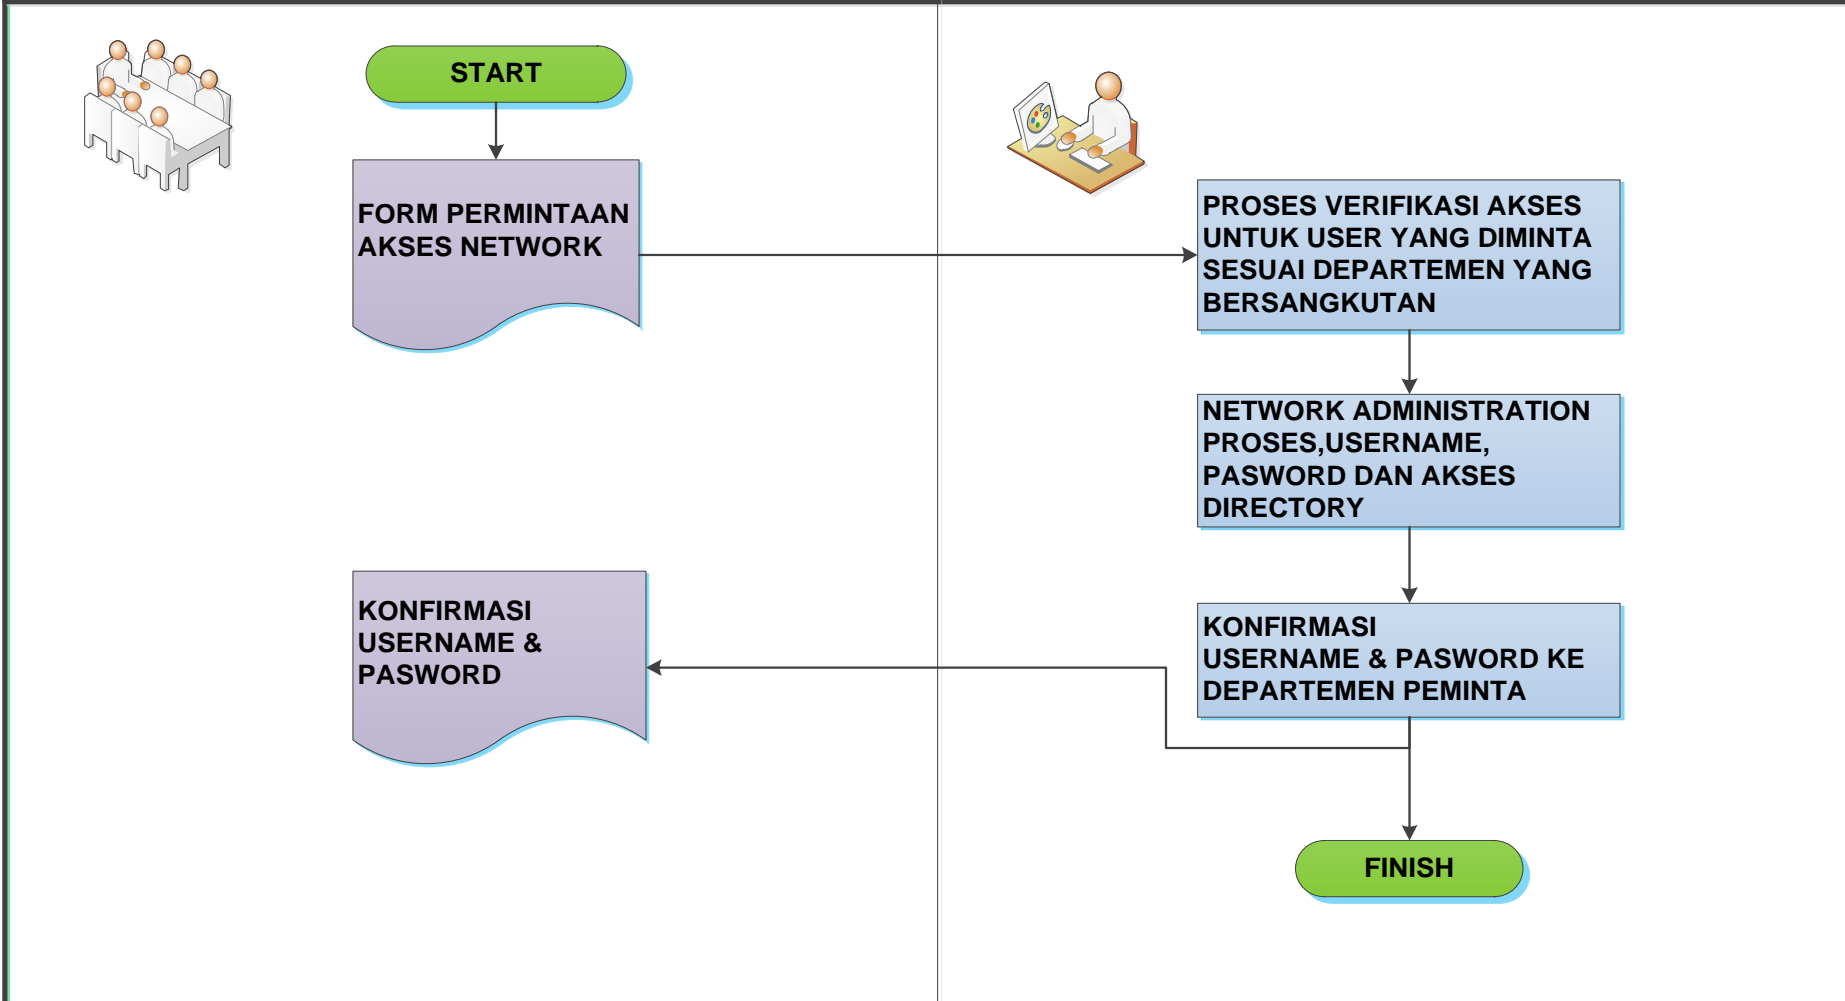 START
FORM PERMINTAAN
AKSES NETWORK
PROSES VERIFIKASI AKSES
UNTUK USER YANG DIMINTA
SESUAI DEPARTEMEN YANG
BERSANGKUTAN
NETWORK ADMINISTRATION
PROSES,USERNAME,
PASWORD DAN AKSES
DIRECTORY
KONFIRMASI
USERNAME & PASWORD KE
DEPARTEMEN PEMINTA
KONFIRMASI
USERNAME &
PASWORD
FINISH